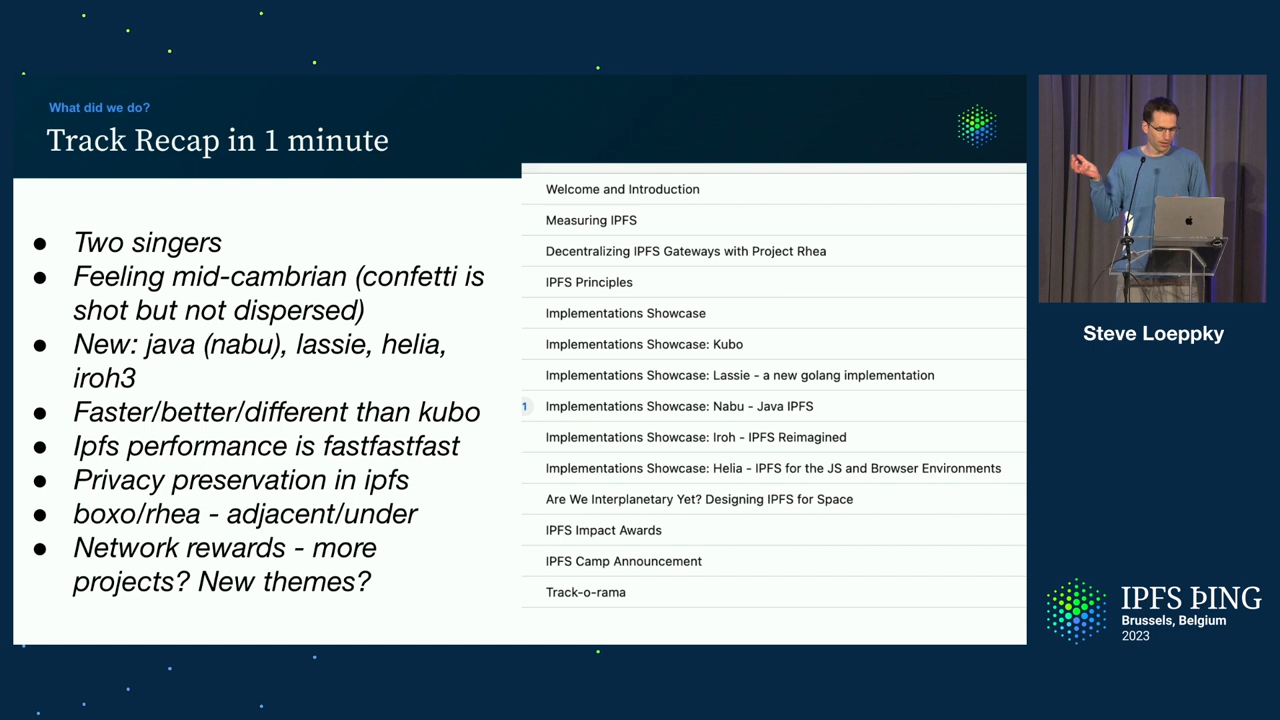 What did we do?
Track Recap in 1 minute
● Two singers
● Feeling mid-cambrian (confetti is
shot but not dispersed)
● New: java (nabu), lassie, helia,
iroh3
● Faster/better/different than kubo
● Ipfs performance is fastfastfast
● Privacy preservation in ipfs
● boxo/rhea - adjacent/under
● Network rewards - more
projects? New themes?
Welcome and Introduction
Measuring IPFS
Decentralizing IPFS Gateways with Project Rhea
IPFS Principles
Implementations Showcase
Implementations Showcase: Kubo
Implementations Showcase: Lassie - a new golang implementation
1 Implementations Showcase: Nabu - Java IPFS
Implementations Showcase: Iroh - IPFS Reimagined
Implementations Showcase: Helia - IPFS for the JS and Browser Environments
Are We Interplanetary Yet? Designing IPFS for Space
IPFS Impact Awards
IPFS Camp Announcement
Track-o-rama
Steve Loeppky
IPFS ÞING
Brussels, Belgium
2023